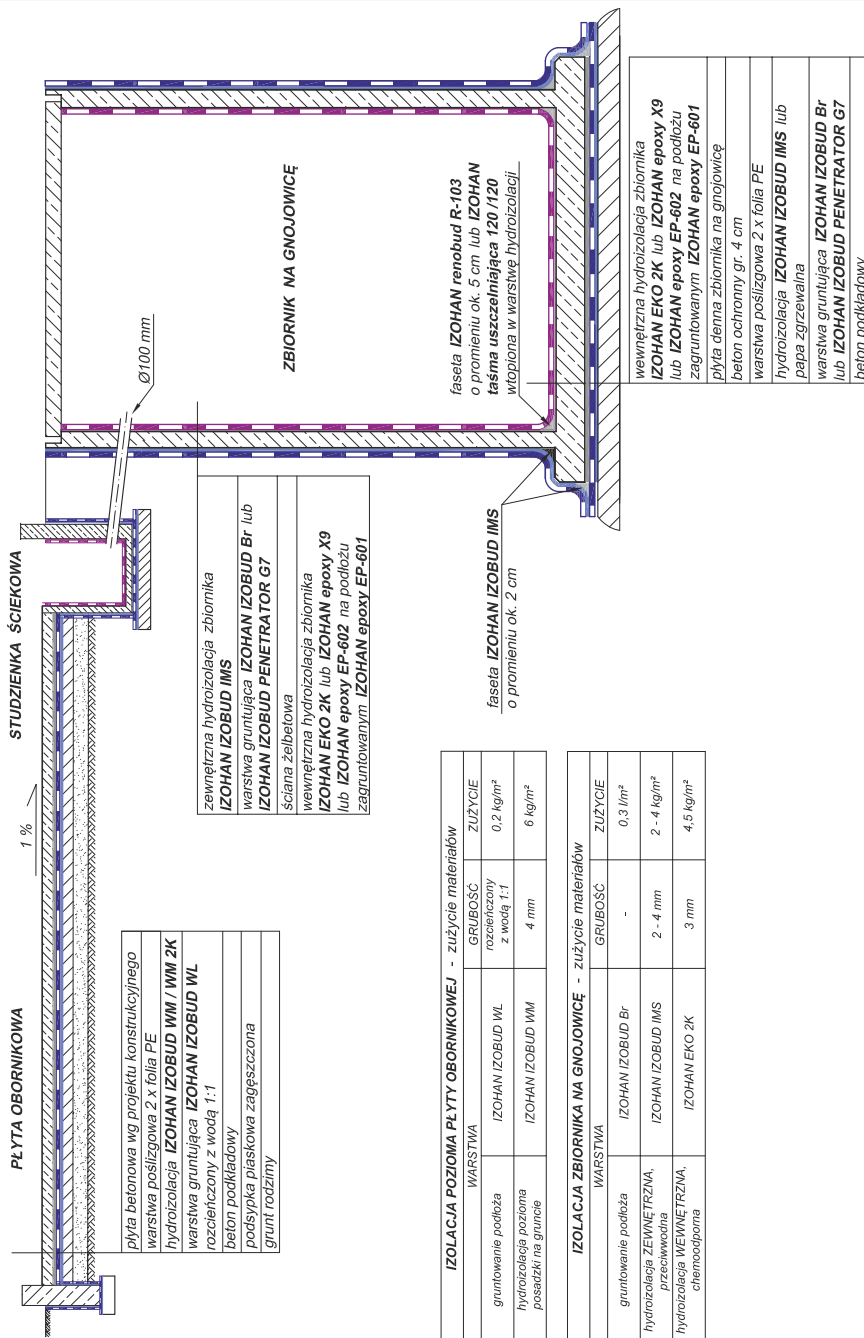 PŁYTA OBORNIKOWA
1 %
STUDZIENKA ŚCIEKOWA
Ø100 mm
ZBIORNIK NA GNOJOWICĘ
płyta betonowa wg projektu konstrukcyjnego
warstwa poślizgowa 2 x folia PE
hydroizolacja IZOHAN IZOBUD WM / WM 2K
warstwa gruntująca IZOHAN IZOBUD WL
rozcieńczony z wodą 1:1
beton podkładowy
podsypka piaskowa zagęszczona
grunt rodzimy
zewnętrzna hydroizolacja zbiornika
IZOHAN IZOBUD IMS
warstwa gruntująca IZOHAN IZOBUD Br lub
IZOHAN IZOBUD PENETRATOR G7
ściana żelbetowa
wewnętrzna hydroizolacja zbiornika
IZOHAN EKO 2K lub IZOHAN epoxy X9
lub IZOHAN epoxy EP-602 na podłożu
zagruntowanym IZOHAN epoxy EP-601
faseta IZOHAN renobud R-103
o promieniu ok. 5 cm lub IZOHAN
taśma uszczelniająca 120 /120
wtopiona w warstwę hydroizolacji
faseta IZOHAN IZOBUD IMS
o promieniu ok. 2 cm
wewnętrzna hydroizolacja zbiornika
IZOHAN EKO 2K lub IZOHAN epoxy X9
lub IZOHAN epoxy EP-602 na podłożu
zagruntowanym IZOHAN epoxy EP-601
płyta denna zbiornika na gnojowicę
beton ochronny gr. 4 cm
warstwa poślizgowa 2 x folia PE
hydroizolacja IZOHAN IZOBUD IMS lub
papa zgrzewalna
warstwa gruntująca IZOHAN IZOBUD Br
lub IZOHAN IZOBUD PENETRATOR G7
beton podkładowy
IZOLACJA POZIOMA PŁYTY OBORNIKOWEJ - zużycie materiałów
WARSTWA GRUBOŚĆ ZUŻYCIE
gruntowanie podłoża IZOHAN IZOBUD WL rozcieńczony z wodą 1:1 0,2 kg/m²
hydroizolacja pozioma posadzki na gruncie IZOHAN IZOBUD WM 4 mm 6 kg/m²
IZOLACJA ZBIORNIKA NA GNOJOWICĘ - zużycie materiałów
WARSTWA GRUBOŚĆ ZUŻYCIE
gruntowanie podłoża IZOHAN IZOBUD Br - 0,3 l/m²
hydroizolacja ZEWNĘTRZNA, przeciwwodna IZOHAN IZOBUD IMS 2 - 4 mm 2 - 4 kg/m²
hydroizolacja WEWNĘTRZNA, chemoodporna IZOHAN EKO 2K 3 mm 4,5 kg/m²